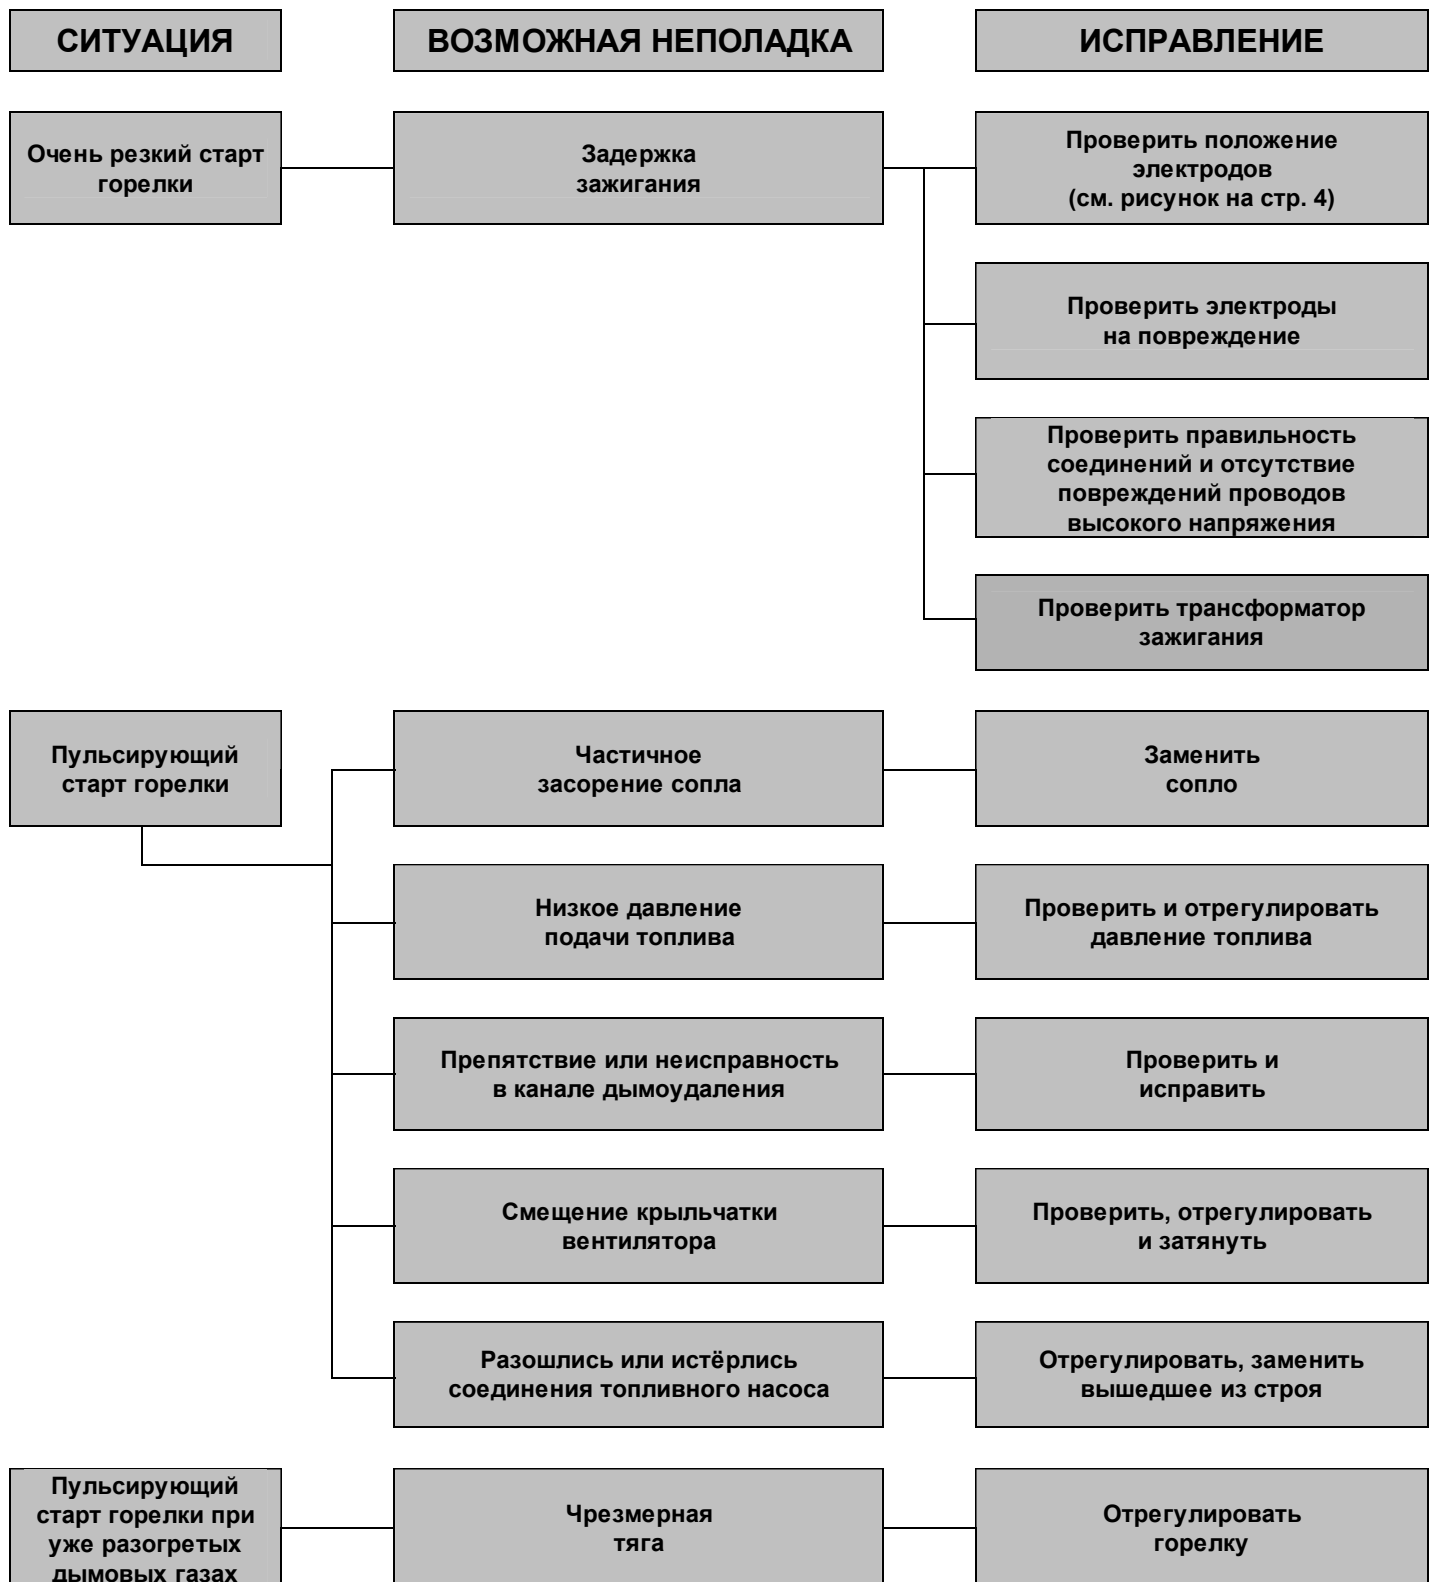 СИТУАЦИЯ
ВОЗМОЖНАЯ НЕПОЛАДКА
ИСПРАВЛЕНИЕ
Очень резкий старт
горелки
Задержка
зажигания
Проверить положение
электродов
(см. рисунок на стр. 4)
Проверить электроды
на повреждение
Проверить правильность
соединений и отсутствие
повреждений проводов
высокого напряжения
Проверить трансформатор
зажигания
Пульсирующий
старт горелки
Частичное
засорение сопла
Заменить
сопло
Низкое давление
подачи топлива
Проверить и отрегулировать
давление топлива
Препятствие или неисправность
в канале дымоудаления
Проверить и
исправить
Смещение крыльчатки
вентилятора
Проверить, отрегулировать
и затянуть
Разошлись или истёрлись
соединения топливного насоса
Отрегулировать, заменить
вышедшее из строя
Пульсирующий
старт горелки при
уже разогретых
дымовых газах
Чрезмерная
тяга
Отрегулировать
горелку